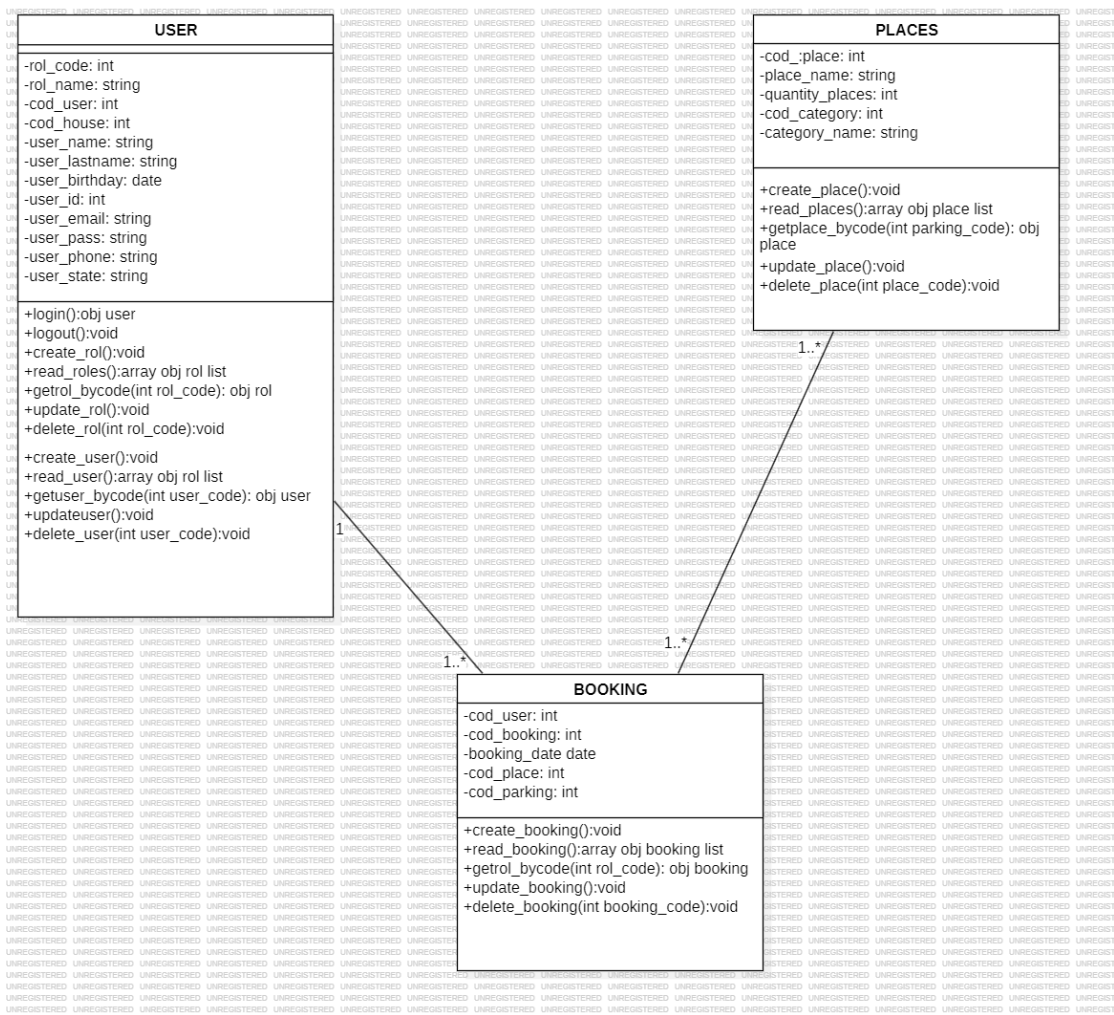 USER
-rol_code: int
-rol_name: string
-cod_user: int
-cod_house: int
-user_name: string
-user_lastname: string
-user_birthday: date
-user_id: int
-user_email: string
-user_pass: string
-user_phone: string
-user_state: string
+login():obj user
+logout():void
+create_rol():void
+read_roles():array obj rol list
+getrol_bycode(int rol_code): obj rol
+update_rol():void
+delete_rol(int rol_code):void
+create_user():void
+read_user():array obj rol list
+getuser_bycode(int user_code): obj user
+updateuser():void
+delete_user(int user_code):void
PLACES
-cod_:place: int
-place_name: string
-quantity_places: int
-cod_category: int
-category_name: string
+create_place():void
+read_places():array obj place list
+getplace_bycode(int parking_code): obj
place
+update_place():void
+delete_place(int place_code):void
1..*
1
1..*
1..*
BOOKING
-cod_user: int
-cod_booking: int
-booking_date date
-cod_place: int
-cod_parking: int
+create_booking():void
+read_booking():array obj booking list
+getrol_bycode(int rol_code): obj booking
+update_booking():void
+delete_booking(int booking_code):void
UNREGISTERED